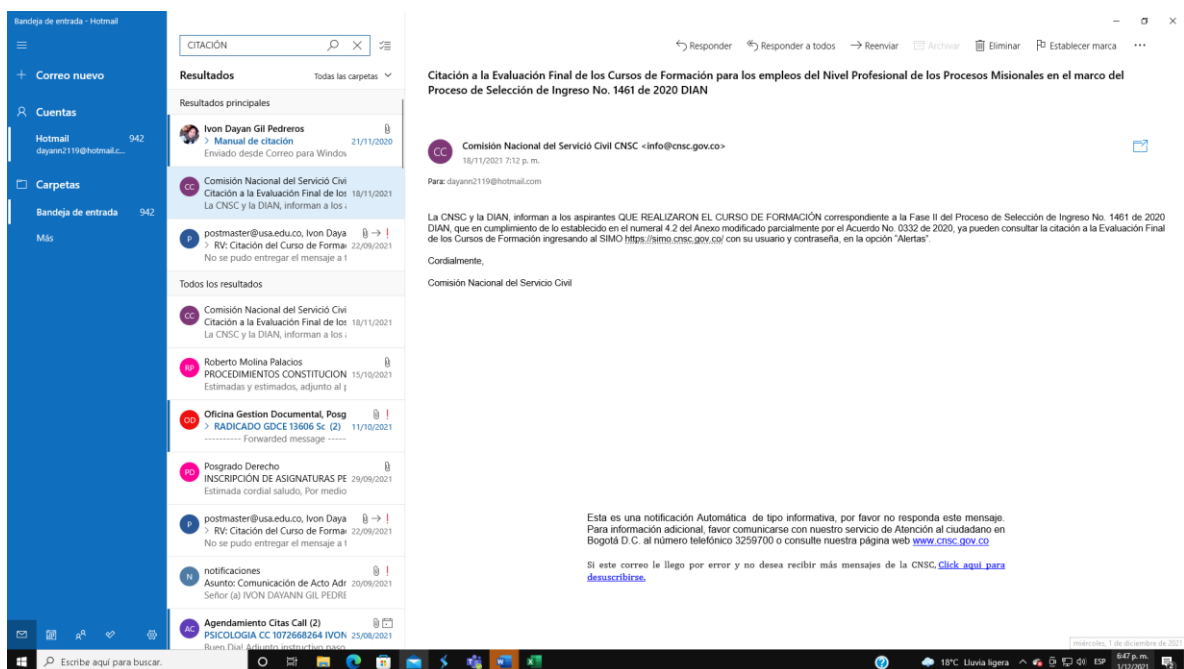 Bandeja de entrada - Hotmail
CITACIÓN
Responder
Responder a todos
Reenviar
Archivar
Eliminar
Establecer marca
Correo nuevo
Cuentas
Hotmail 942
dayann2119@hotmail.c...
Carpetas
Bandeja de entrada 942
Más
Resultados
Todas las carpetas
Resultados principales
Ivon Dayan Gil Pedreros
> Manual de citación 21/11/2020
Enviado desde Correo para Window
CC
Comisión Nacional del Servició Civi
Citación a la Evaluación Final de los 18/11/2021
La CNSC y la DIAN, informan a los a
P
postmaster@usa.edu.co, Ivon Daya
> RV: Citación del Curso de Formac 22/09/2021
No se pudo entregar el mensaje a t
Todos los resultados
CC
Comisión Nacional del Servició Civi
Citación a la Evaluación Final de los 18/11/2021
La CNSC y la DIAN, informan a los a
RP
Roberto Molina Palacios
PROCEDIMIENTOS CONSTITUCION 15/10/2021
Estimadas y estimados, adjunto al p
OD
Oficina Gestion Documental, Posg
> RADICADO GDCE 13606 Sc (2) 11/10/2021
---------- Forwarded message -----
PD
Posgrado Derecho
INSCRIPCIÓN DE ASIGNATURAS PE 29/09/2021
Estimada cordial saludo, Por medio
P
postmaster@usa.edu.co, Ivon Daya
> RV: Citación del Curso de Formac 22/09/2021
No se pudo entregar el mensaje a t
N
notificaciones
Asunto: Comunicación de Acto Adr 20/09/2021
Señor (a) IVON DAYANN GIL PEDRE
AC
Agendamiento Citas Call (2)
PSICOLOGIA CC 1072668264 IVON 25/08/2021
Buen Dia! Adjunto instructivo paso
Citación a la Evaluación Final de los Cursos de Formación para los empleos del Nivel Profesional de los Procesos Misionales en el marco del
Proceso de Selección de Ingreso No. 1461 de 2020 DIAN
CC
Comisión Nacional del Servició Civil CNSC <info@cnsc.gov.co>
18/11/2021 7:12 p. m.
Para: dayann2119@hotmail.com
La CNSC y la DIAN, informan a los aspirantes QUE REALIZARON EL CURSO DE FORMACIÓN correspondiente a la Fase II del Proceso de Selección de Ingreso No. 1461 de 2020
DIAN, que en cumplimiento de lo establecido en el numeral 4.2 del Anexo modificado parcialmente por el Acuerdo No. 0332 de 2020, ya pueden consultar la citación a la Evaluación Final
de los Cursos de Formación ingresando al SIMO https://simo.cnsc.gov.co/ con su usuario y contraseña, en la opción "Alertas".
Cordialmente,
Comisión Nacional del Servicio Civil
Esta es una notificación Automática de tipo informativa, por favor no responda este mensaje.
Para información adicional, favor comunicarse con nuestro servicio de Atención al ciudadano en
Bogotá D.C. al número telefónico 3259700 o consulte nuestra página web www.cnsc.gov.co
Si este correo le llego por error y no desea recibir más mensajes de la CNSC, Click aquí para
desuscribirse.
miércoles, 1 de diciembre de 2021
Escribe aquí para buscar.
18°C Lluvia ligera
ESP
6:47 p. m.
1/12/2021